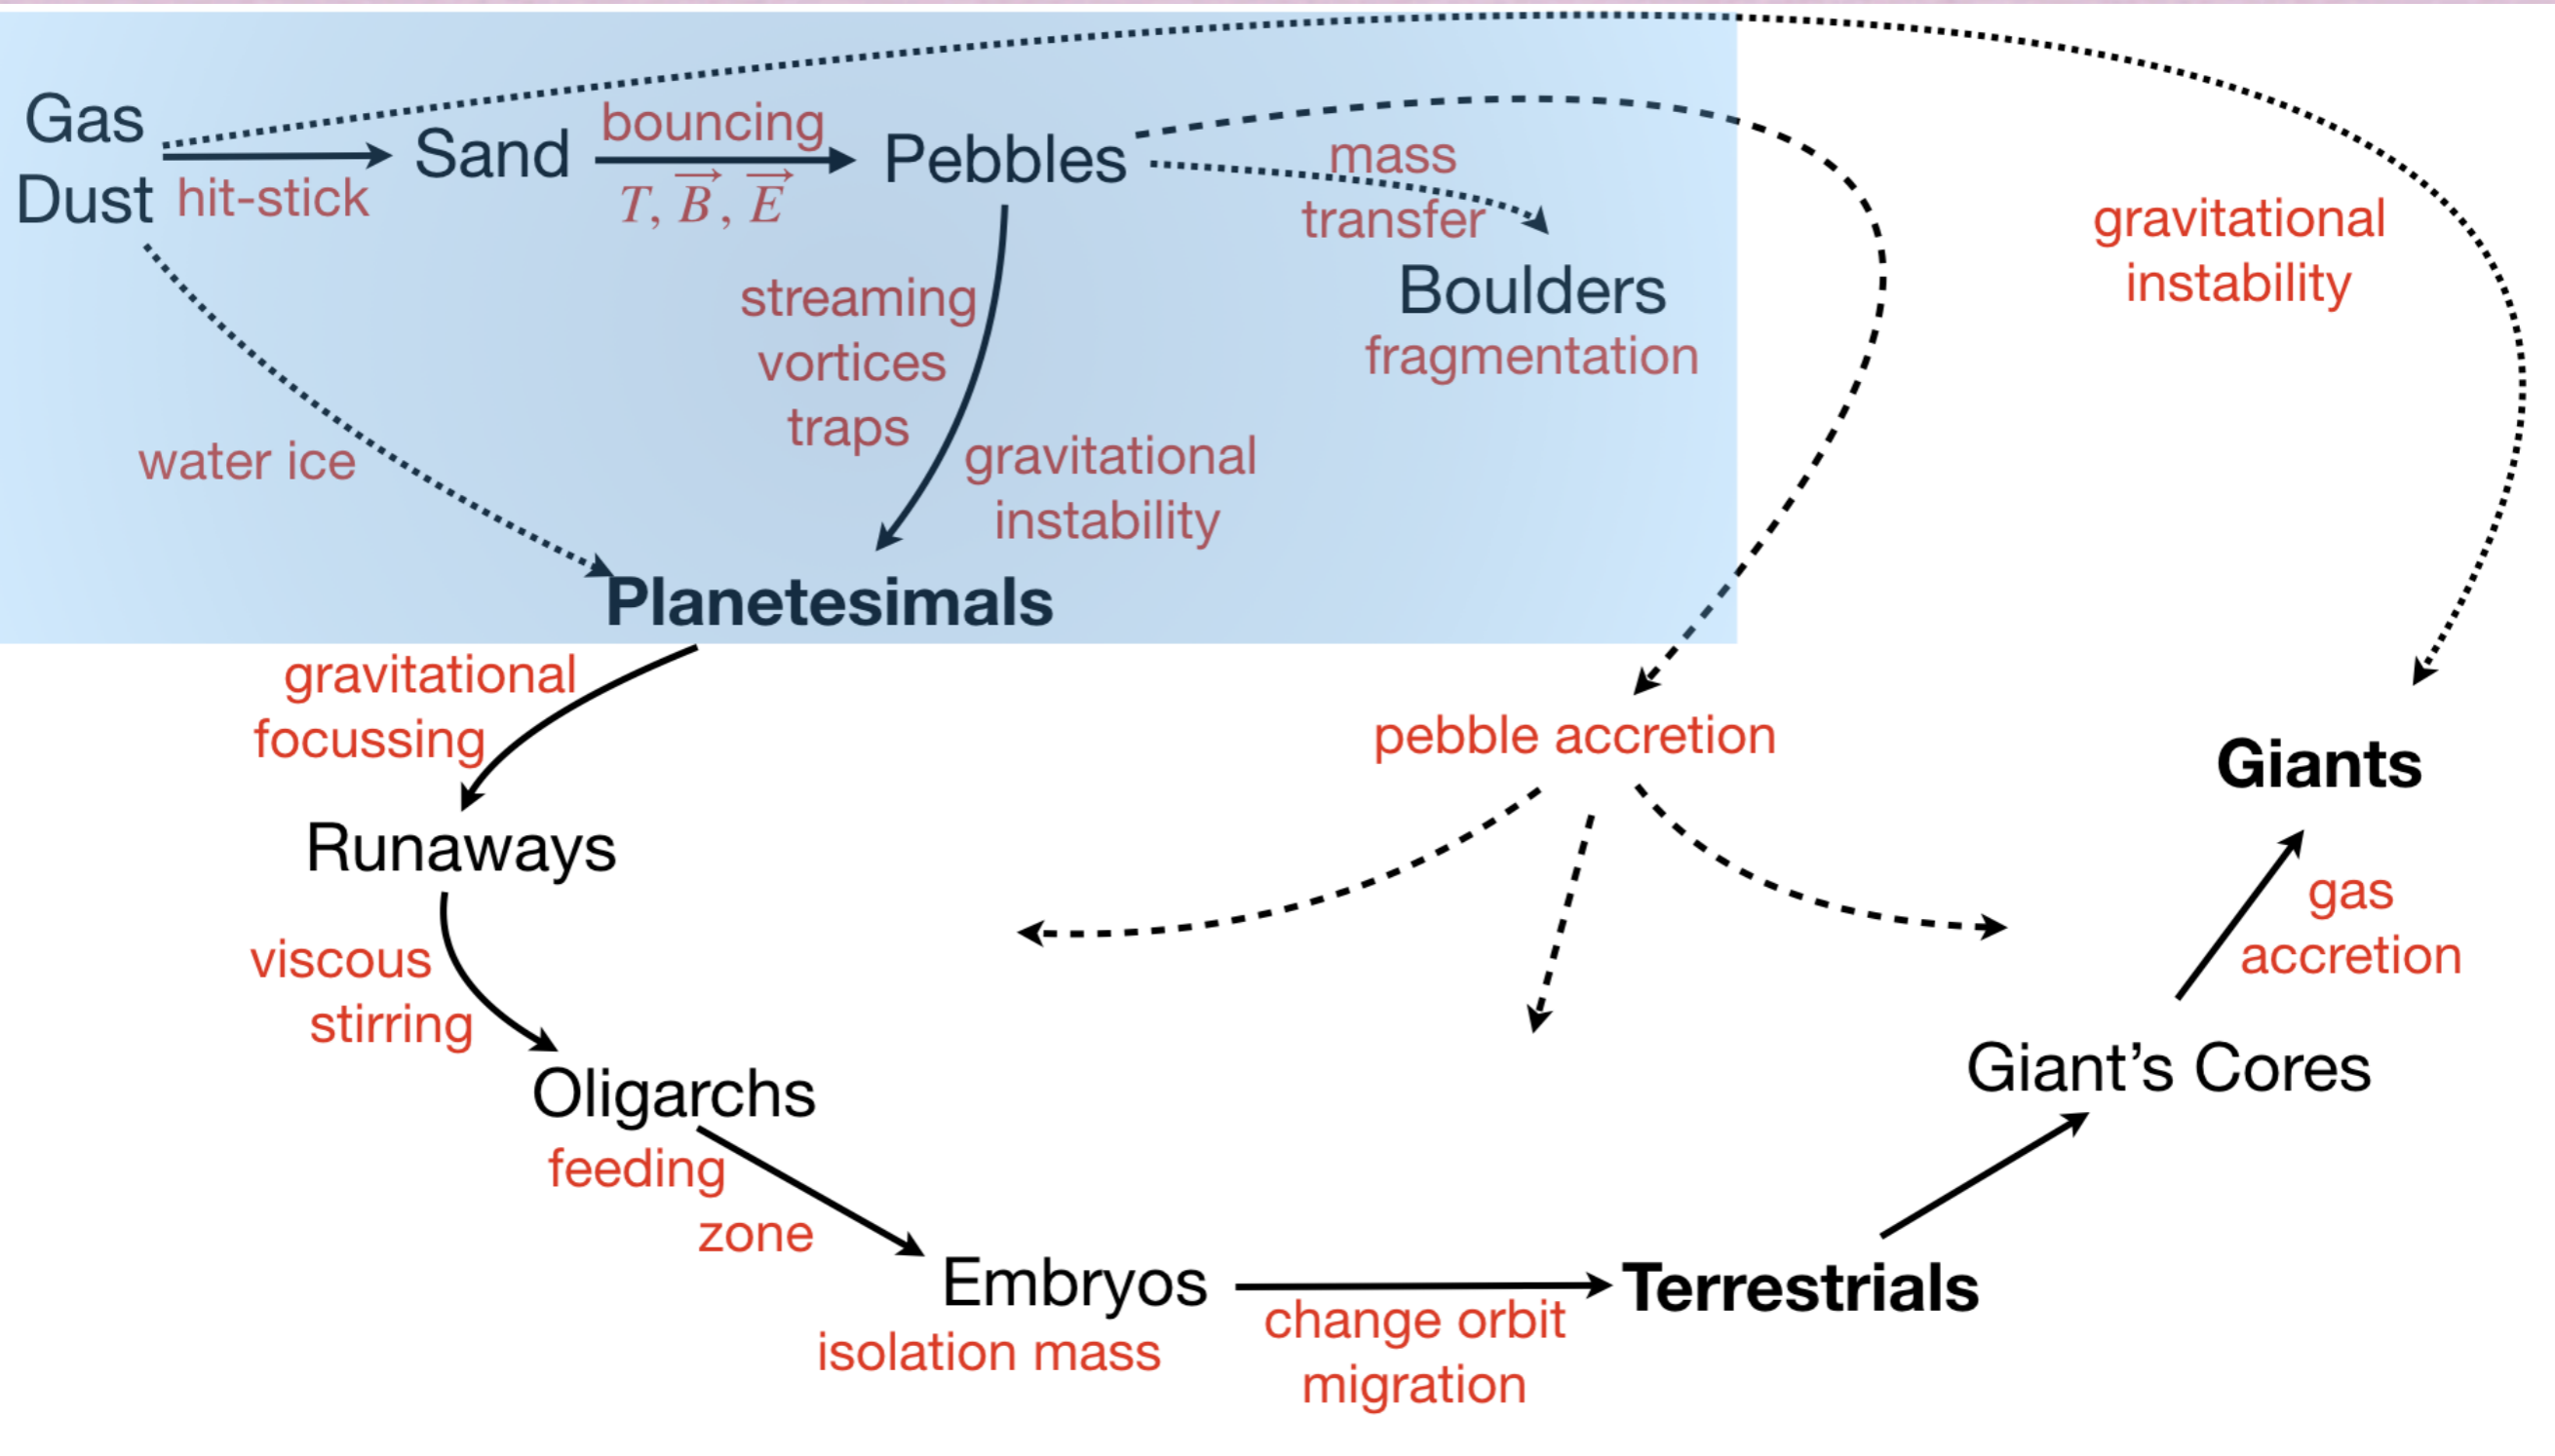 Gas
Dust
hit-stick
Sand
bouncing
T, B⃗, E⃗
Pebbles
mass
transfer
Boulders
fragmentation
gravitational
instability
streaming
vortices
traps
gravitational
instability
water ice
Planetesimals
gravitational
focussing
Runaways
viscous
stirring
Oligarchs
feeding
zone
Embryos
isolation mass
change orbit
migration
Terrestrials
pebble accretion
Giant’s Cores
gas
accretion
Giants